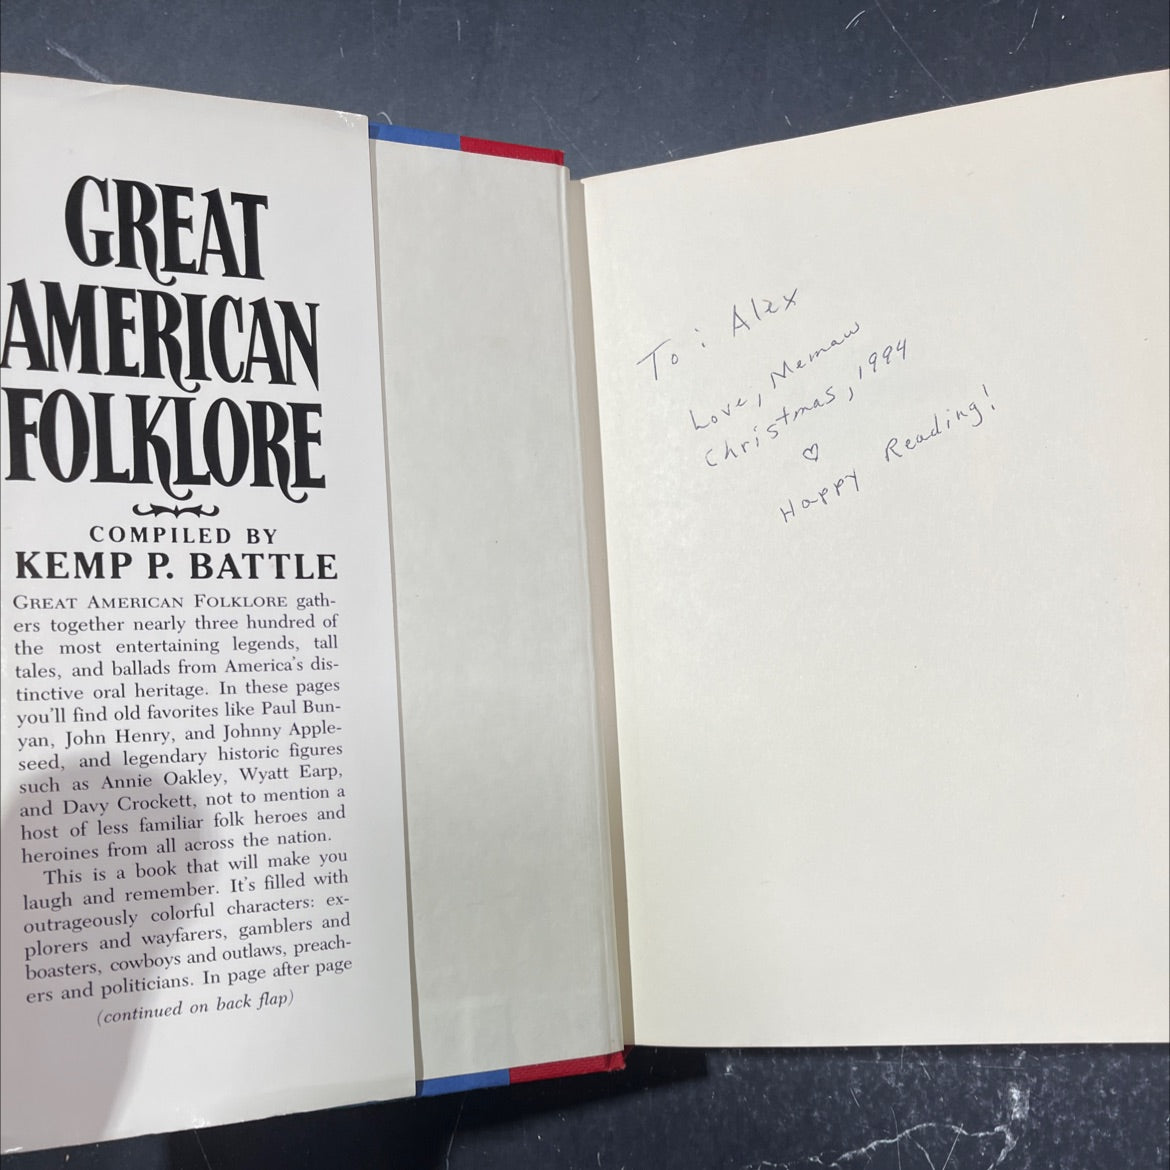 GREAT
AMERICAN
FOLKLORE
COMPILED BY
KEMP P. BATTLE
GREAT AMERICAN FOLKLORE gath-
ers together nearly three hundred of
the most entertaining legends, tall
tales, and ballads from America's dis-
tinctive oral heritage. In these pages
you'll find old favorites like Paul Bun-
yan, John Henry, and Johnny Apple-
seed, and legendary historic figures
such as Annie Oakley, Wyatt Earp,
and Davy Crockett, not to mention a
host of less familiar folk heroes and
heroines from all across the nation.
This is a book that will make you
laugh and remember. It's filled with
outrageously colorful characters: ex-
plorers and wayfarers, gamblers and
boasters, cowboys and outlaws, preach-
ers and politicians. In page after page
(continued on back flap)
To: Alex
Love, Memaw
Christmas, 1994
♡
Happy Reading!